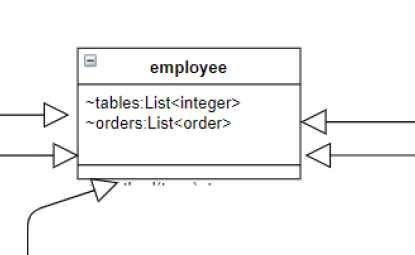 employee
~tables:List<integer>
~orders:List<order>